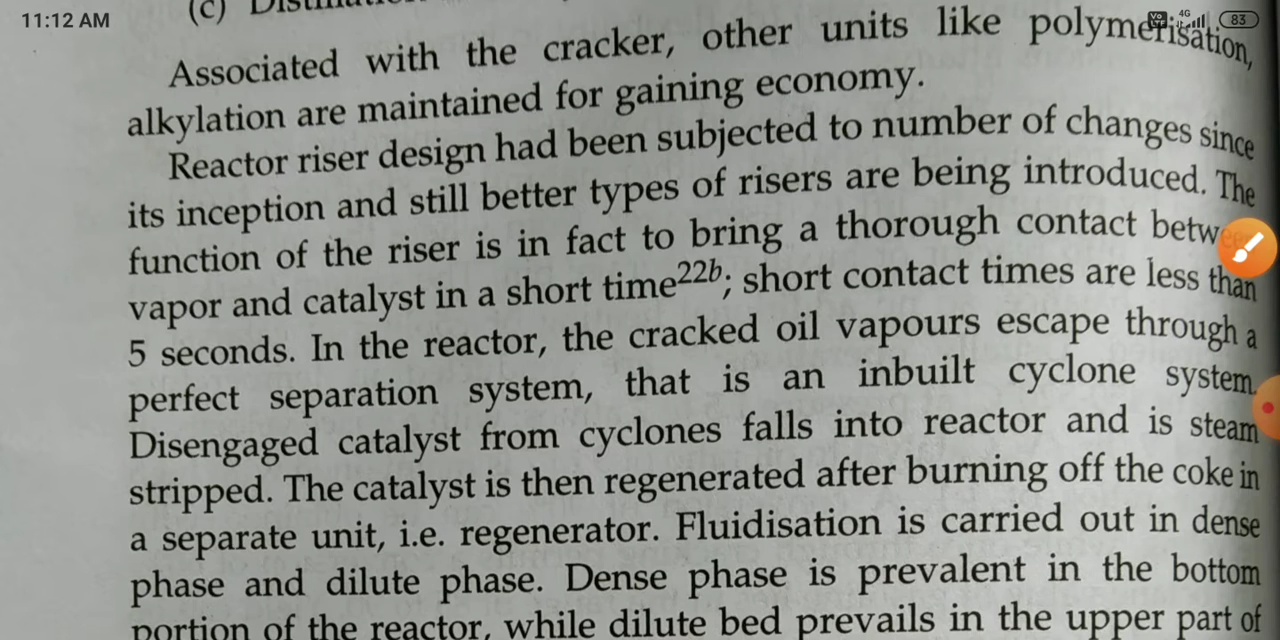 11:12 AM
4G
83
(c)
Associated with the cracker, other units like polymerisation,
alkylation are maintained for gaining economy.
Reactor riser design had been subjected to number of changes since
its inception and still better types of risers are being introduced. The
function of the riser is in fact to bring a thorough contact betw
vapor and catalyst in a short time22b; short contact times are less than
5 seconds. In the reactor, the cracked oil vapours escape through a
perfect separation system, that is an inbuilt cyclone system.
Disengaged catalyst from cyclones falls into reactor and is steam
stripped. The catalyst is then regenerated after burning off the coke in
a separate unit, i.e. regenerator. Fluidisation is carried out in dense
phase and dilute phase. Dense phase is prevalent in the bottom
portion of the reactor, while dilute bed prevails in the upper part of